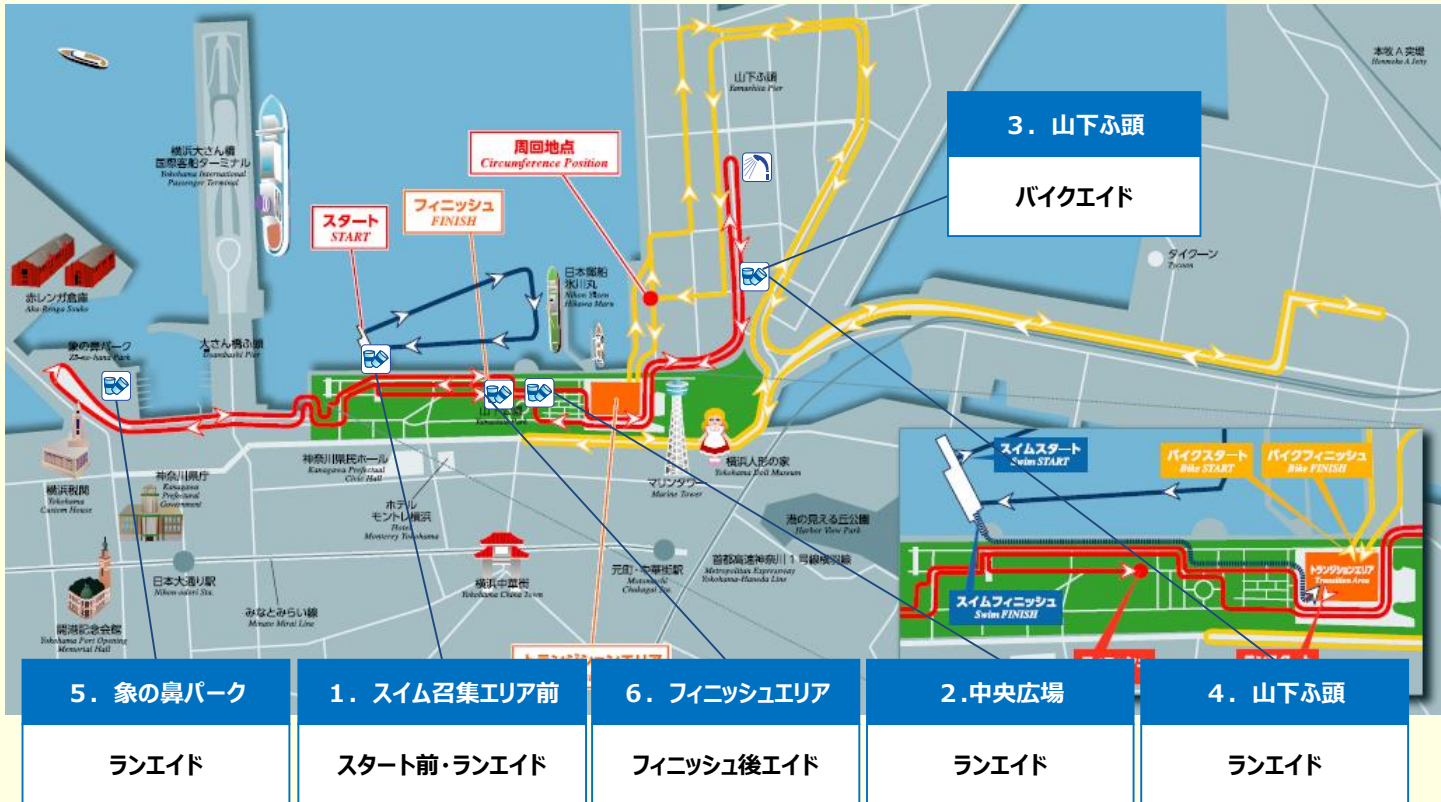 本牧A突堤
Honmoku A Jetty
山下ふ頭
Yamashita Pier
3. 山下ふ頭
バイクエイド
周回地点
Circumference Position
横浜大さん橋
国際客船ターミナル
Yokohama International
Passenger Terminal
フィニッシュ
FINISH
スタート
START
タイクーン
Tycoon
日本郵船
氷川丸
Nihon Yusen
Hikawa Maru
赤レンガ倉庫
Aka-Renga Souko
象の鼻パーク
Zō-no-hana Park
大さん橋ふ頭
Osanbashi Pier
山下公園
Yamashita Park
神奈川県民ホール
Kanagawa Prefectual
Civic Hall
マリンタワー
Marine Tower
横浜人形の家
Yokohama Doll Museum
横浜税関
Yokohama
Custom House
神奈川県庁
Kanagawa
Prefectural
Government
ホテル
モントレ横浜
Hotel
Monterey Yokohama
港の見える丘公園
Harbor View Park
首都高速神奈川1号線横羽線
Metropolitan Expressway
Yokohama-Haneda Line
日本大通り駅
Nihon-odori Sta.
横浜中華街
Yokohama China Town
元町・中華街駅
Motomachi
Chukagai Sta.
みなとみらい線
Minato Mirai Line
開港記念会館
Yokohama Port Opening
Memorial Hall
トランジションエリア
スイムスタート
Swim START
バイクスタート
Bike START
バイクフィニッシュ
Bike FINISH
トランジションエリア
Transition Area
スイムフィニッシュ
Swim FINISH
5. 象の鼻パーク
ランエイド
1. スイム召集エリア前
スタート前・ランエイド
6. フィニッシュエリア
フィニッシュ後エイド
2.中央広場
ランエイド
4. 山下ふ頭
ランエイド